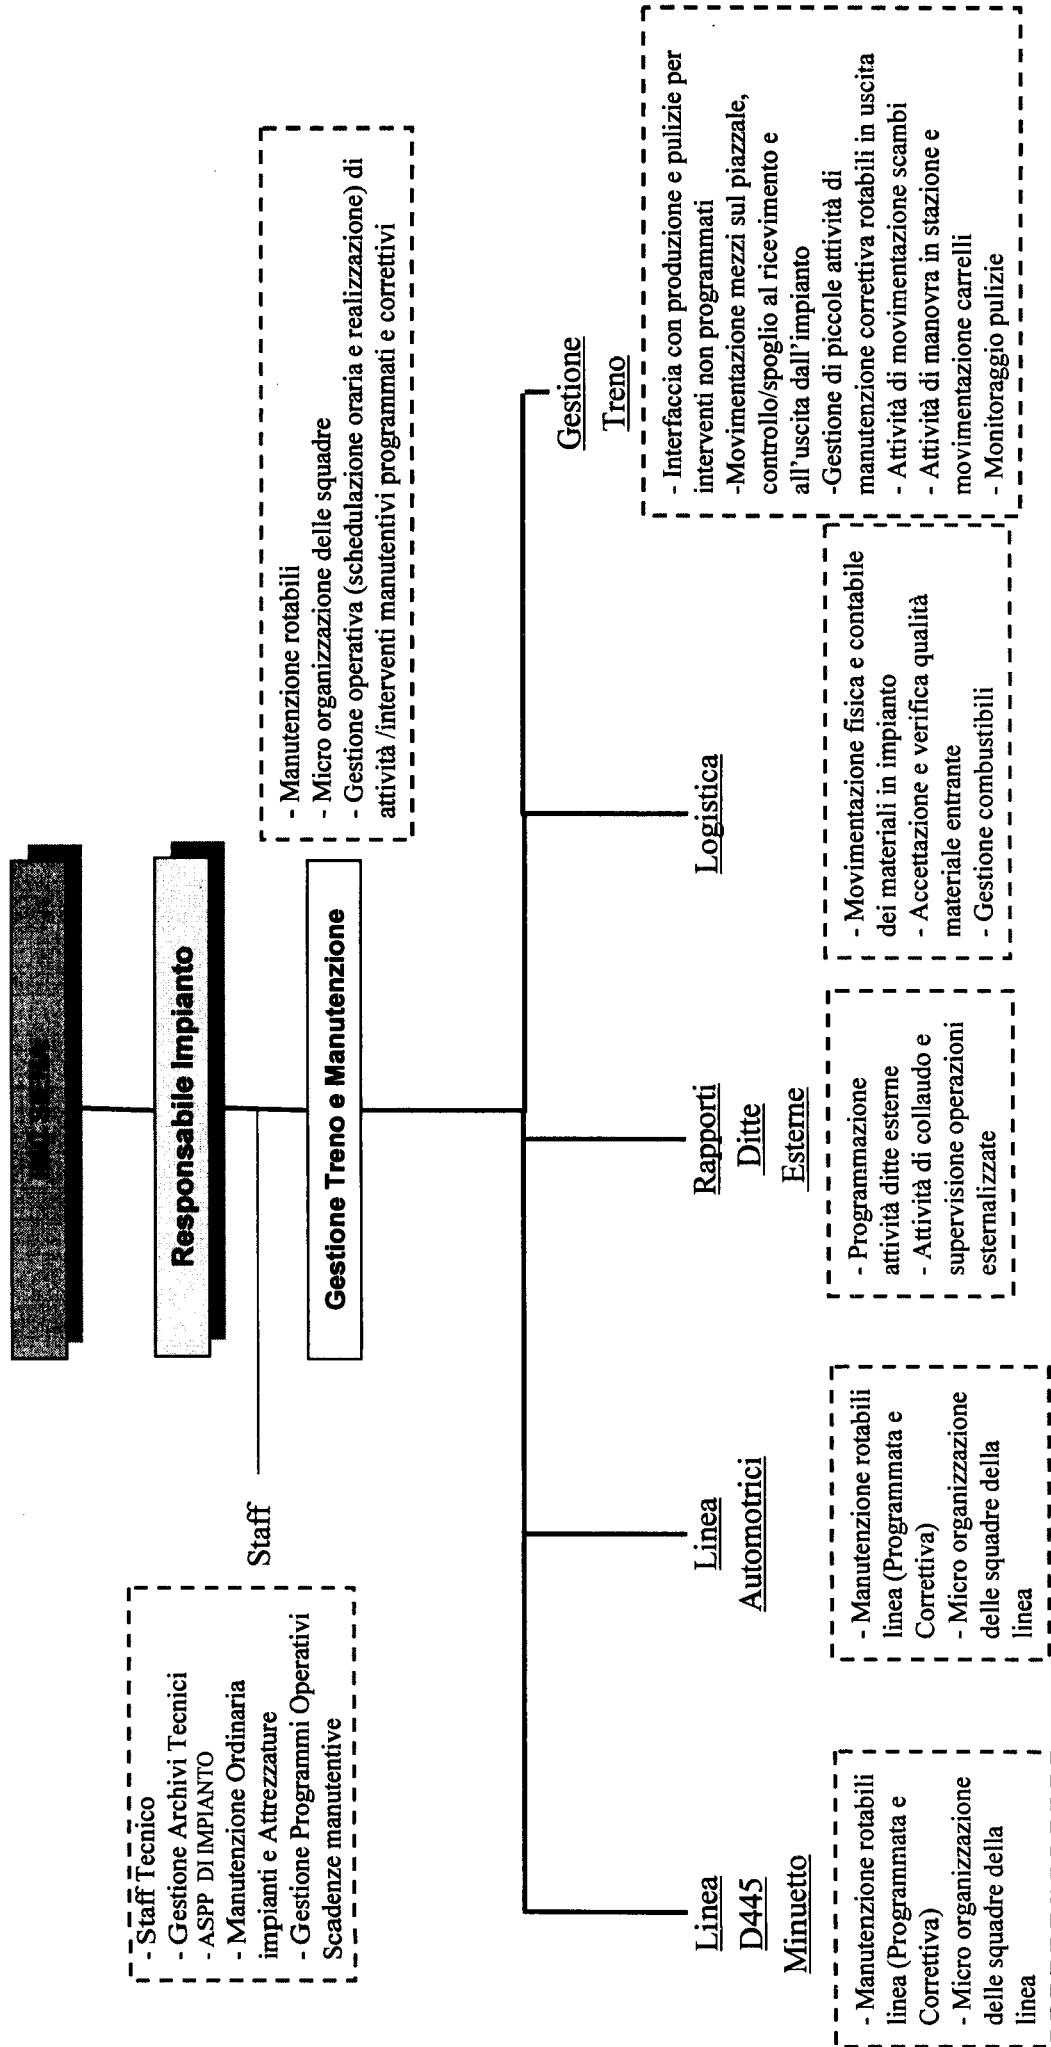 Responsabile Impianto
Gestione Treno e Manutenzione
- Manutenzione rotabili
- Micro organizzazione delle squadre
- Gestione operativa (schedulazione oraria e realizzazione) di
attività /interventi manutentivi programmati e correttivi
Staff
- Staff Tecnico
- Gestione Archivi Tecnici
- ASPP DI IMPIANTO
- Manutenzione Ordinaria
impianti e Attrezzature
- Gestione Programmi Operativi
Scadenze manutentive
Linea
D445
Minuetto
- Manutenzione rotabili
linea (Programmata e
Correttiva)
- Micro organizzazione
delle squadre della
linea
Linea
Automotrici
- Manutenzione rotabili
linea (Programmata e
Correttiva)
- Micro organizzazione
delle squadre della
linea
Rapporti
Ditte
Esterne
- Programmazione
attività ditte esterne
- Attività di collaudo e
supervisione operazioni
esternalizzate
Logistica
- Movimentazione fisica e contabile
dei materiali in impianto
- Accettazione e verifica qualità
materiale entrante
- Gestione combustibili
Gestione
Treno
- Interfaccia con produzione e pulizie per
interventi non programmati
-Movimentazione mezzi sul piazzale,
controllo/spoglio al ricevimento e
all'uscita dall'impianto
-Gestione di piccole attività di
manutenzione correttiva rotabili in uscita
- Attività di movimentazione scambi
- Attività di manovra in stazione e
movimentazione carrelli
- Monitoraggio pulizie